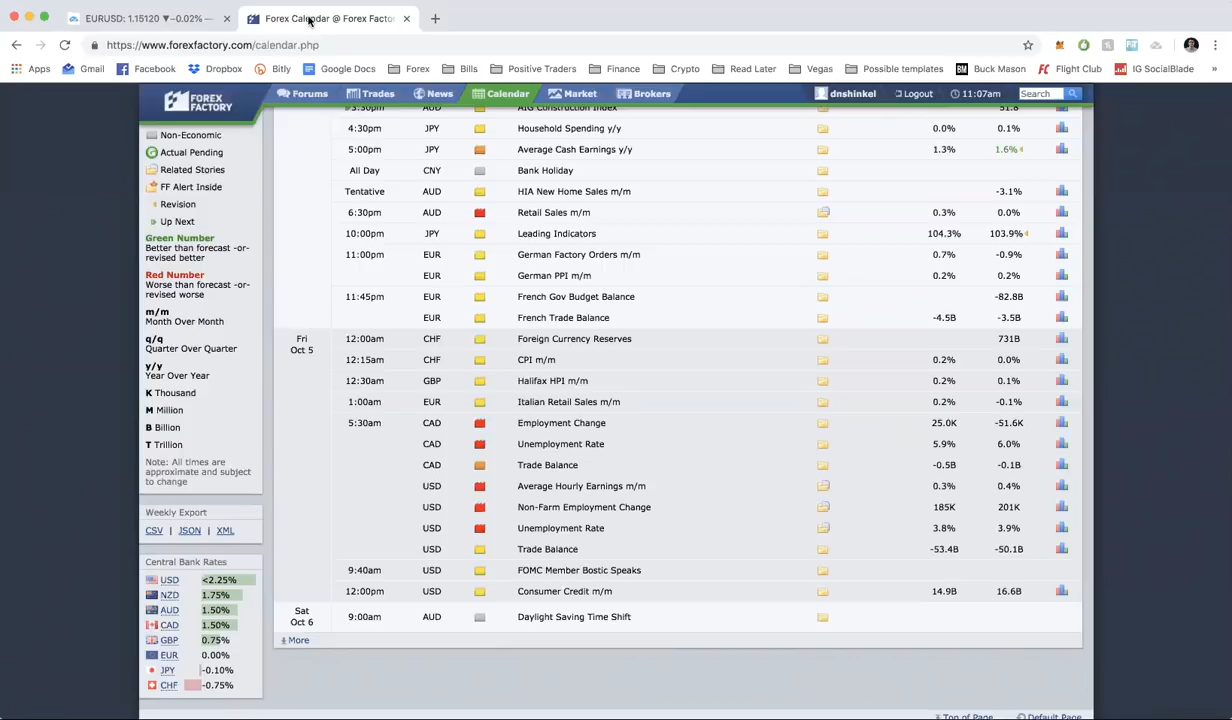 EURUSD: 1.15120 ▼−0.02% —
Forex Calendar @ Forex Facto
https://www.forexfactory.com/calendar.php
Apps Gmail Facebook Dropbox Bitly Google Docs Forex Bills Positive Traders Finance Crypto Read Later Vegas Possible templates BM Buck Mason Flight Club IG SocialBlade »
FOREX FACTORY Forums Trades News Calendar Market Brokers dnshinkel Logout 11:07am Search
Non-Economic
Actual Pending
Related Stories
FF Alert Inside
Revision
Up Next
Green Number
Better than forecast -or-
revised better
Red Number
Worse than forecast -or-
revised worse
m/m
Month Over Month
q/q
Quarter Over Quarter
y/y
Year Over Year
K Thousand
M Million
B Billion
T Trillion
Note: All times are
approximate and subject
to change
Weekly Export
CSV | JSON | XML
Central Bank Rates
USD <2.25%
NZD 1.75%
AUD 1.50%
CAD 1.50%
GBP 0.75%
EUR 0.00%
JPY -0.10%
CHF -0.75%
3:30pm AUD AIG Construction Index 51.8
4:30pm JPY Household Spending y/y 0.0% 0.1%
5:00pm JPY Average Cash Earnings y/y 1.3% 1.6%
All Day CNY Bank Holiday
Tentative AUD HIA New Home Sales m/m -3.1%
6:30pm AUD Retail Sales m/m 0.3% 0.0%
10:00pm JPY Leading Indicators 104.3% 103.9%
11:00pm EUR German Factory Orders m/m 0.7% -0.9%
EUR German PPI m/m 0.2% 0.2%
11:45pm EUR French Gov Budget Balance -82.8B
EUR French Trade Balance -4.5B -3.5B
Fri Oct 5 12:00am CHF Foreign Currency Reserves 731B
12:15am CHF CPI m/m 0.2% 0.0%
12:30am GBP Halifax HPI m/m 0.2% 0.1%
1:00am EUR Italian Retail Sales m/m 0.2% -0.1%
5:30am CAD Employment Change 25.0K -51.6K
CAD Unemployment Rate 5.9% 6.0%
CAD Trade Balance -0.5B -0.1B
USD Average Hourly Earnings m/m 0.3% 0.4%
USD Non-Farm Employment Change 185K 201K
USD Unemployment Rate 3.8% 3.9%
USD Trade Balance -53.4B -50.1B
9:40am USD FOMC Member Bostic Speaks
12:00pm USD Consumer Credit m/m 14.9B 16.6B
Sat Oct 6 9:00am AUD Daylight Saving Time Shift
More
Top of Page Default Page